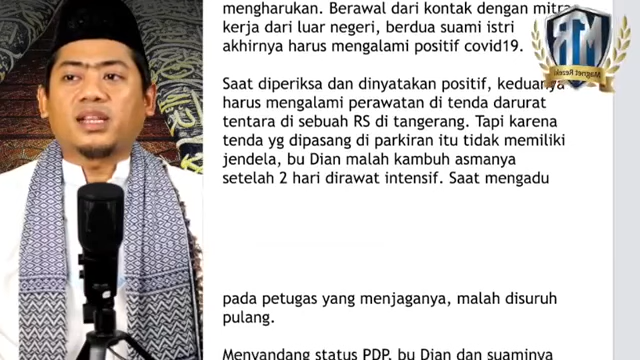 mengharukan. Berawal dari kontak dengan mitra
kerja dari luar negeri, berdua suami istri
akhirnya harus mengalami positif covid19.
Saat diperiksa dan dinyatakan positif, keduanya
harus mengalami perawatan di tenda darurat
tentara di sebuah RS di tangerang. Tapi karena
tenda yg dipasang di parkiran itu tidak memiliki
jendela, bu Dian malah kambuh asmanya
setelah 2 hari dirawat intensif. Saat mengadu
pada petugas yang menjaganya, malah disuruh
pulang.
Menyandang status PDP, bu Dian dan suaminya
MR
Magnet Rezeki